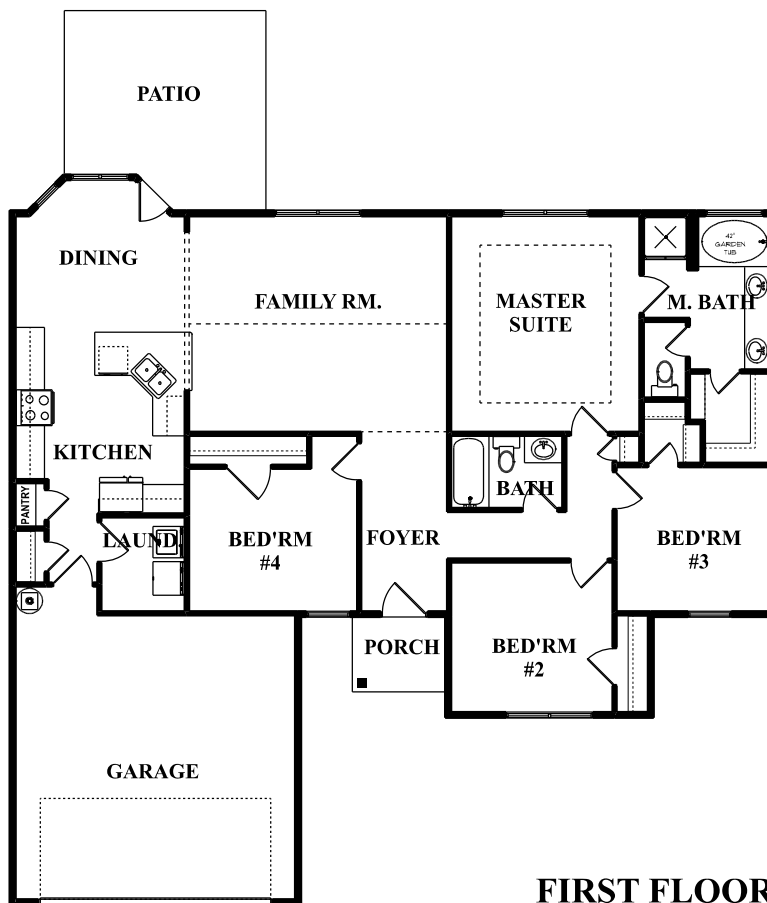 PATIO
DINING
FAMILY RM.
MASTER
SUITE
42"
GARDEN
TUB
M. BATH
KITCHEN
PANTRY
LAUND.
BED'RM
#4
FOYER
BATH
BED'RM
#3
PORCH
BED'RM
#2
GARAGE
FIRST FLOOR